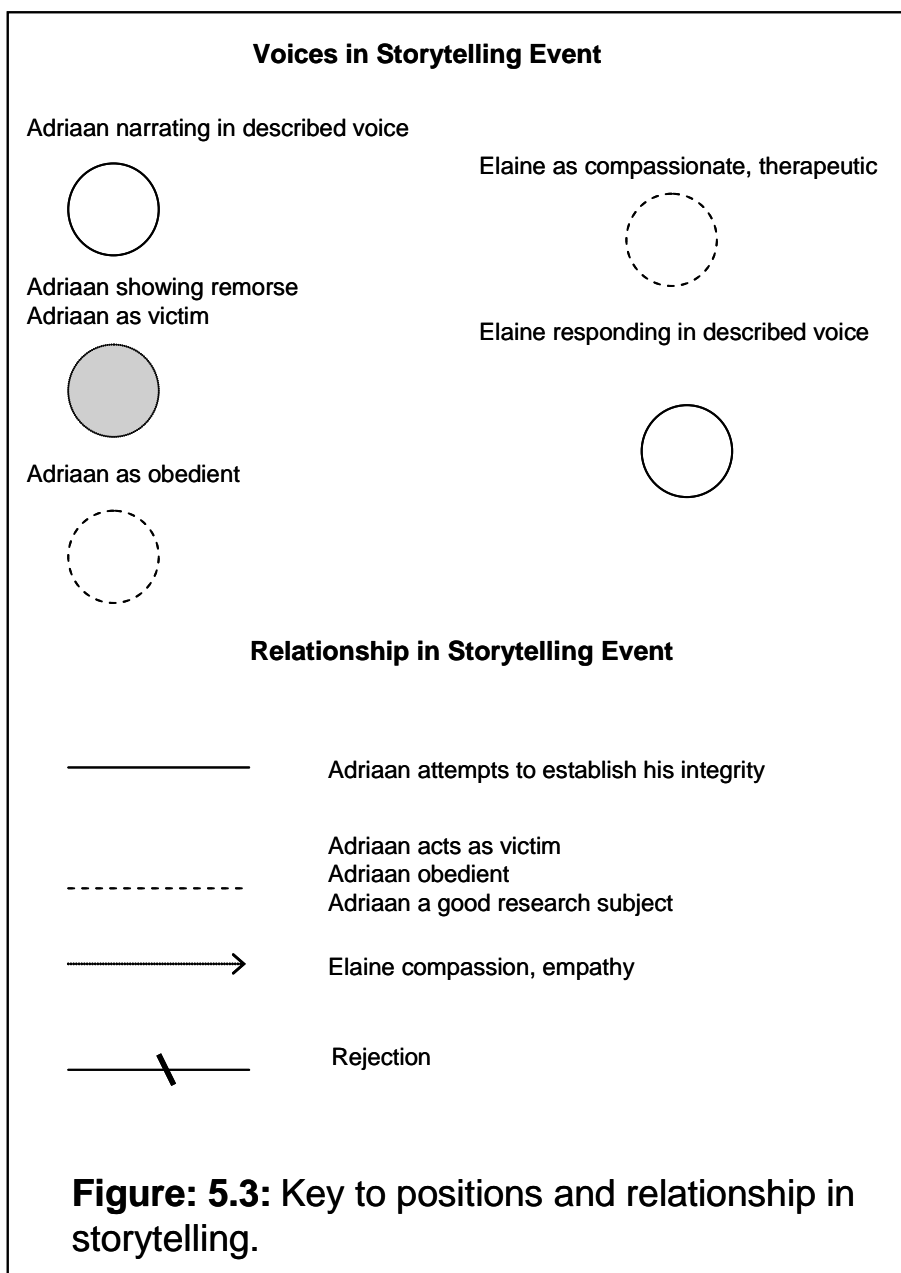 Voices in Storytelling Event
Adriaan narrating in described voice
Elaine as compassionate, therapeutic
Adriaan showing remorse
Adriaan as victim
Elaine responding in described voice
Adriaan as obedient
Relationship in Storytelling Event
Adriaan attempts to establish his integrity
Adriaan acts as victim
Adriaan obedient
Adriaan a good research subject
Elaine compassion, empathy
Rejection
Figure: 5.3: Key to positions and relationship in
storytelling.